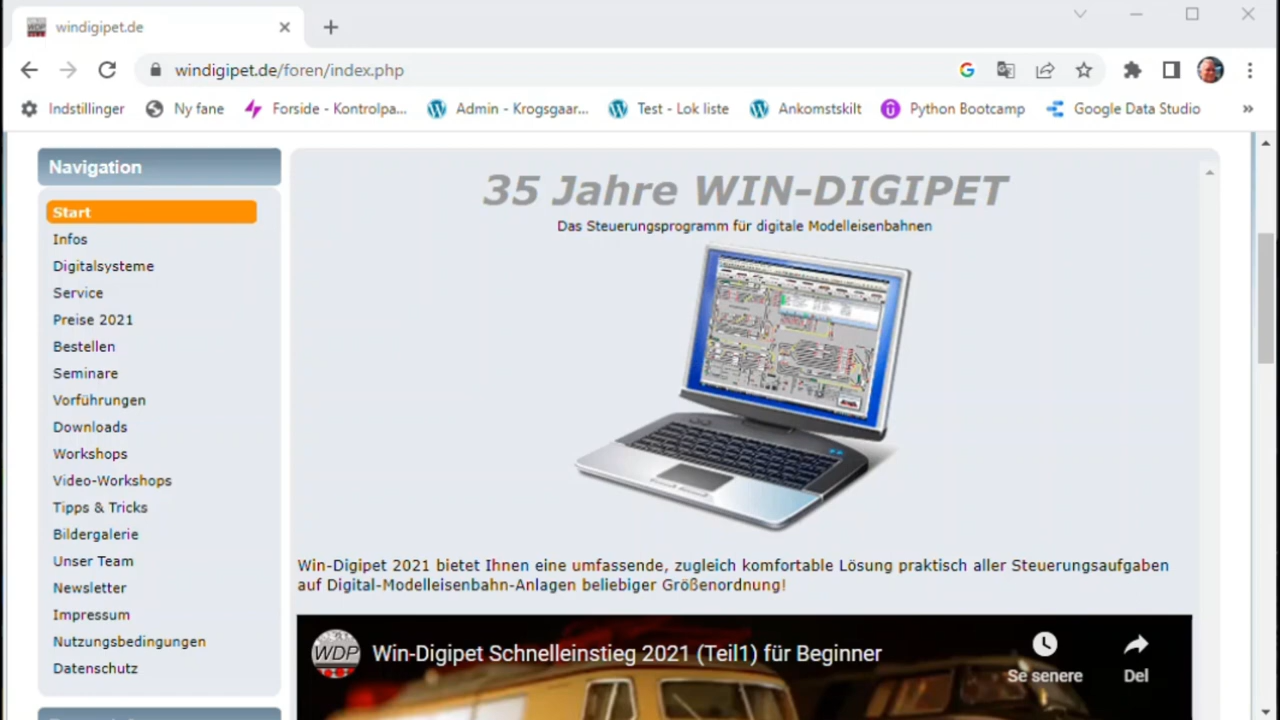 windigipet.de
windigipet.de/foren/index.php
Indstillinger
Ny fane
Forside - Kontrolpa...
Admin - Krogsgaar...
Test - Lok liste
Ankomstskilt
Python Bootcamp
Google Data Studio
»
Navigation
Start
Infos
Digitalsysteme
Service
Preise 2021
Bestellen
Seminare
Vorführungen
Downloads
Workshops
Video-Workshops
Tipps & Tricks
Bildergalerie
Unser Team
Newsletter
Impressum
Nutzungsbedingungen
Datenschutz
35 Jahre WIN-DIGIPET
Das Steuerungsprogramm für digitale Modelleisenbahnen
Win-Digipet 2021 bietet Ihnen eine umfassende, zugleich komfortable Lösung praktisch aller Steuerungsaufgaben
auf Digital-Modelleisenbahn-Anlagen beliebiger Größenordnung!
WDP
Win-Digipet Schnelleinstieg 2021 (Teil1) für Beginner
Se senere
Del